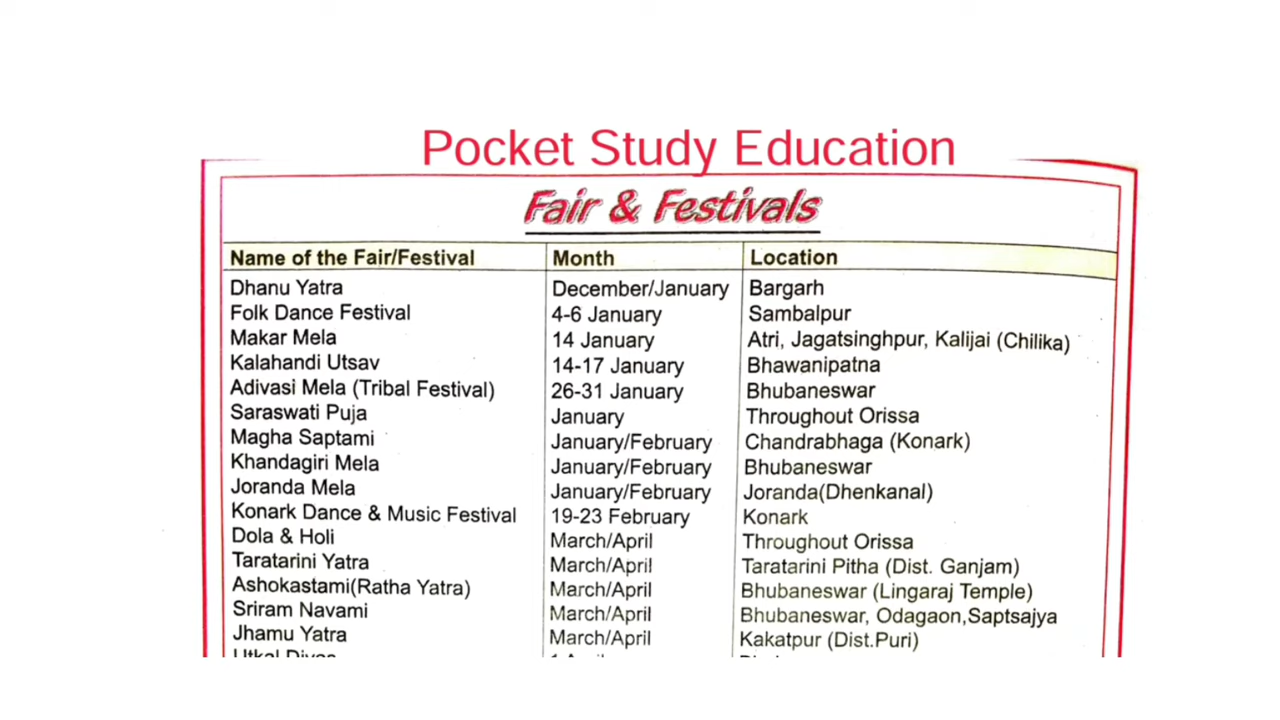 Pocket Study Education
Fair & Festivals
Name of the Fair/Festival Month Location
Dhanu Yatra December/January Bargarh
Folk Dance Festival 4-6 January Sambalpur
Makar Mela 14 January Atri, Jagatsinghpur, Kalijai (Chilika)
Kalahandi Utsav 14-17 January Bhawanipatna
Adivasi Mela (Tribal Festival) 26-31 January Bhubaneswar
Saraswati Puja January Throughout Orissa
Magha Saptami January/February Chandrabhaga (Konark)
Khandagiri Mela January/February Bhubaneswar
Joranda Mela January/February Joranda(Dhenkanal)
Konark Dance & Music Festival 19-23 February Konark
Dola & Holi March/April Throughout Orissa
Taratarini Yatra March/April Taratarini Pitha (Dist. Ganjam)
Ashokastami(Ratha Yatra) March/April Bhubaneswar (Lingaraj Temple)
Sriram Navami March/April Bhubaneswar, Odagaon,Saptsajya
Jhamu Yatra March/April Kakatpur (Dist.Puri)